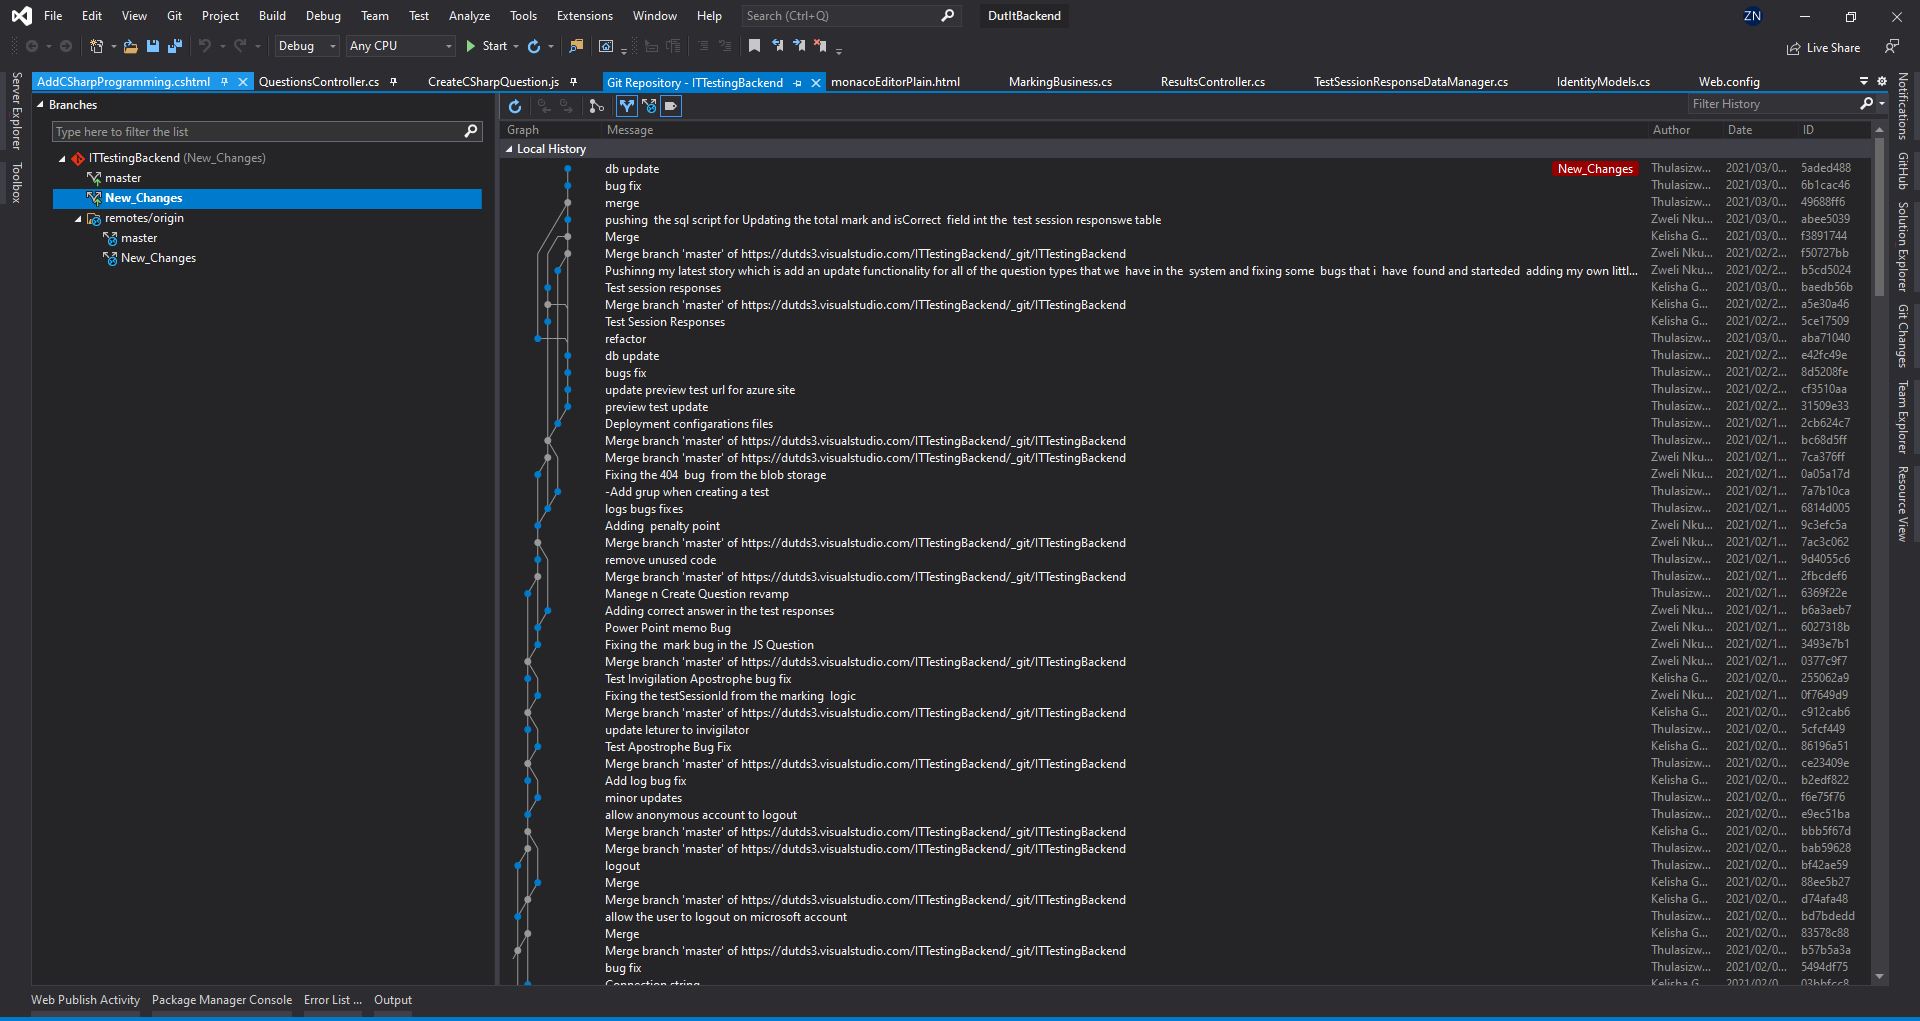 File Edit View Git Project Build Debug Team Test Analyze Tools Extensions Window Help Search (Ctrl+Q) DutItBackend ZN
Debug Any CPU Start Live Share
AddCSharpProgramming.cshtml QuestionsController.cs CreateCSharpQuestion.js Git Repository - ITTestingBackend monacoEditorPlain.html MarkingBusiness.cs ResultsController.cs TestSessionResponseDataManager.cs IdentityModels.cs Web.config
Server Explorer
Toolbox
Branches
Type here to filter the list
ITTestingBackend (New_Changes)
master
New_Changes
remotes/origin
master
New_Changes
Filter History
Graph Message Author Date ID
Local History
db update New_Changes Thulasizw... 2021/03/0... 5aded488
bug fix Thulasizw... 2021/03/0... 6b1cac46
merge Thulasizw... 2021/03/0... 49688ff6
pushing the sql script for Updating the total mark and isCorrect field int the test session responswe table Zweli Nku... 2021/03/0... abee5039
Merge Kelisha G... 2021/03/0... f3891744
Merge branch 'master' of https://dutds3.visualstudio.com/ITTestingBackend/_git/ITTestingBackend Kelisha G... 2021/03/0... f50727bb
Pushinng my latest story which is add an update functionality for all of the question types that we have in the system and fixing some bugs that i have found and starteded adding my own littl... Zweli Nku... 2021/03/0... b5cd5024
Test session responses Kelisha G... 2021/03/0... baedb56b
Merge branch 'master' of https://dutds3.visualstudio.com/ITTestingBackend/_git/ITTestingBackend Kelisha G... 2021/02/2... a5e30a46
Test Session Responses Kelisha G... 2021/02/2... 5ce17509
refactor Thulasizw... 2021/03/0... aba71040
db update Thulasizw... 2021/02/2... e42fc49e
bugs fix Thulasizw... 2021/02/2... 8d5208fe
update preview test url for azure site Thulasizw... 2021/02/2... cf3510aa
preview test update Thulasizw... 2021/02/2... 31509e33
Deployment configarations files Thulasizw... 2021/02/1... 2cb624c7
Merge branch 'master' of https://dutds3.visualstudio.com/ITTestingBackend/_git/ITTestingBackend Thulasizw... 2021/02/1... bc68d5ff
Merge branch 'master' of https://dutds3.visualstudio.com/ITTestingBackend/_git/ITTestingBackend Zweli Nku... 2021/02/1... 7ca376ff
Fixing the 404 bug from the blob storage Zweli Nku... 2021/02/1... 0a05a17d
-Add grup when creating a test Thulasizw... 2021/02/1... 7a7b10ca
logs bugs fixes Thulasizw... 2021/02/1... 6814d005
Adding penalty point Zweli Nku... 2021/02/1... 9c3efc5a
Merge branch 'master' of https://dutds3.visualstudio.com/ITTestingBackend/_git/ITTestingBackend Zweli Nku... 2021/02/1... 7ac3c062
remove unused code Thulasizw... 2021/02/1... 9d4055c6
Merge branch 'master' of https://dutds3.visualstudio.com/ITTestingBackend/_git/ITTestingBackend Thulasizw... 2021/02/1... 2fbcdef6
Manege n Create Question revamp Thulasizw... 2021/02/1... 6369f22e
Adding correct answer in the test responses Zweli Nku... 2021/02/1... b6a3aeb7
Power Point memo Bug Zweli Nku... 2021/02/1... 6027318b
Fixing the mark bug in the JS Question Zweli Nku... 2021/02/1... 3493e7b1
Merge branch 'master' of https://dutds3.visualstudio.com/ITTestingBackend/_git/ITTestingBackend Zweli Nku... 2021/02/1... 0377c9f7
Test Invigilation Apostrophe bug fix Kelisha G... 2021/02/0... 255062a9
Fixing the testSessionId from the marking logic Zweli Nku... 2021/02/1... 0f7649d9
Merge branch 'master' of https://dutds3.visualstudio.com/ITTestingBackend/_git/ITTestingBackend Kelisha G... 2021/02/0... c912cab6
update leturer to invigilator Thulasizw... 2021/02/0... 5cfcf449
Test Apostrophe Bug Fix Kelisha G... 2021/02/0... 86196a51
Merge branch 'master' of https://dutds3.visualstudio.com/ITTestingBackend/_git/ITTestingBackend Thulasizw... 2021/02/0... ce23409e
Add log bug fix Kelisha G... 2021/02/0... b2edf822
minor updates Thulasizw... 2021/02/0... f6e75f76
allow anonymous account to logout Thulasizw... 2021/02/0... e9ec51ba
Merge branch 'master' of https://dutds3.visualstudio.com/ITTestingBackend/_git/ITTestingBackend Kelisha G... 2021/02/0... bbb5f67d
Merge branch 'master' of https://dutds3.visualstudio.com/ITTestingBackend/_git/ITTestingBackend Thulasizw... 2021/02/0... bab59628
logout Thulasizw... 2021/02/0... bf42ae59
Merge Kelisha G... 2021/02/0... 88ee5b27
Merge branch 'master' of https://dutds3.visualstudio.com/ITTestingBackend/_git/ITTestingBackend Kelisha G... 2021/02/0... d74afa48
allow the user to logout on microsoft account Thulasizw... 2021/02/0... bd7bdedd
Merge Kelisha G... 2021/02/0... 83578c88
Merge branch 'master' of https://dutds3.visualstudio.com/ITTestingBackend/_git/ITTestingBackend Thulasizw... 2021/02/0... b57b5a3a
bug fix Thulasizw... 2021/02/0... 5494df75
Connection string Kelisha G... 2021/02/0... 03bbfcc8
Notifications
GitHub
Solution Explorer
Git Changes
Team Explorer
Resource View
Web Publish Activity Package Manager Console Error List ... Output